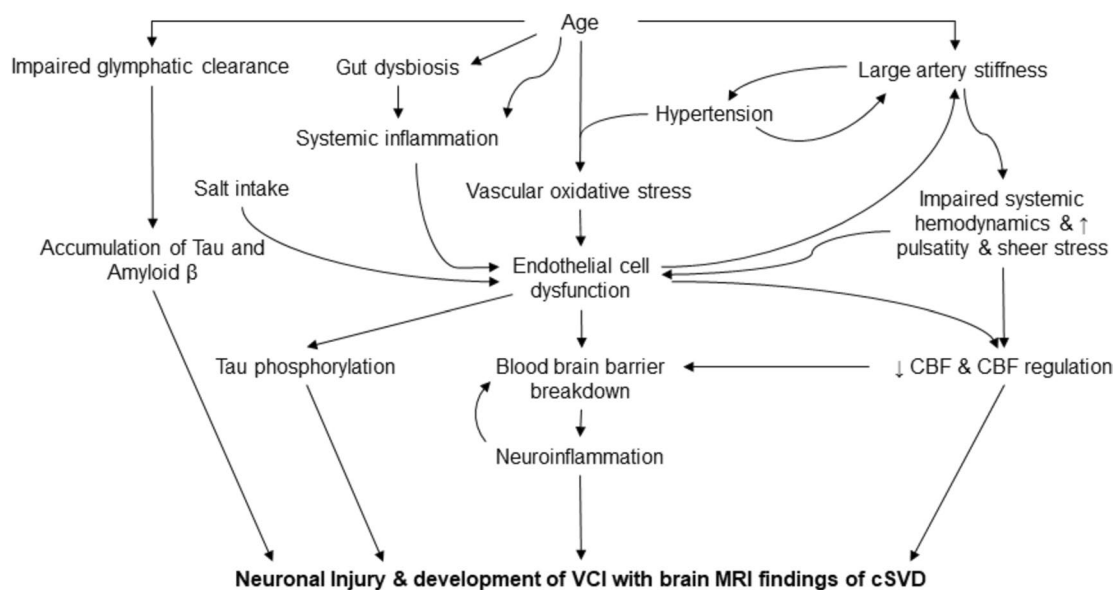 Age
Impaired glymphatic clearance
Gut dysbiosis
Large artery stiffness
Hypertension
Systemic inflammation
Salt intake
Vascular oxidative stress
Impaired systemic
hemodynamics & ↑
pulsatity & sheer stress
Accumulation of Tau and
Amyloid β
Endothelial cell
dysfunction
Tau phosphorylation
Blood brain barrier
breakdown
↓ CBF & CBF regulation
Neuroinflammation
Neuronal Injury & development of VCI with brain MRI findings of cSVD